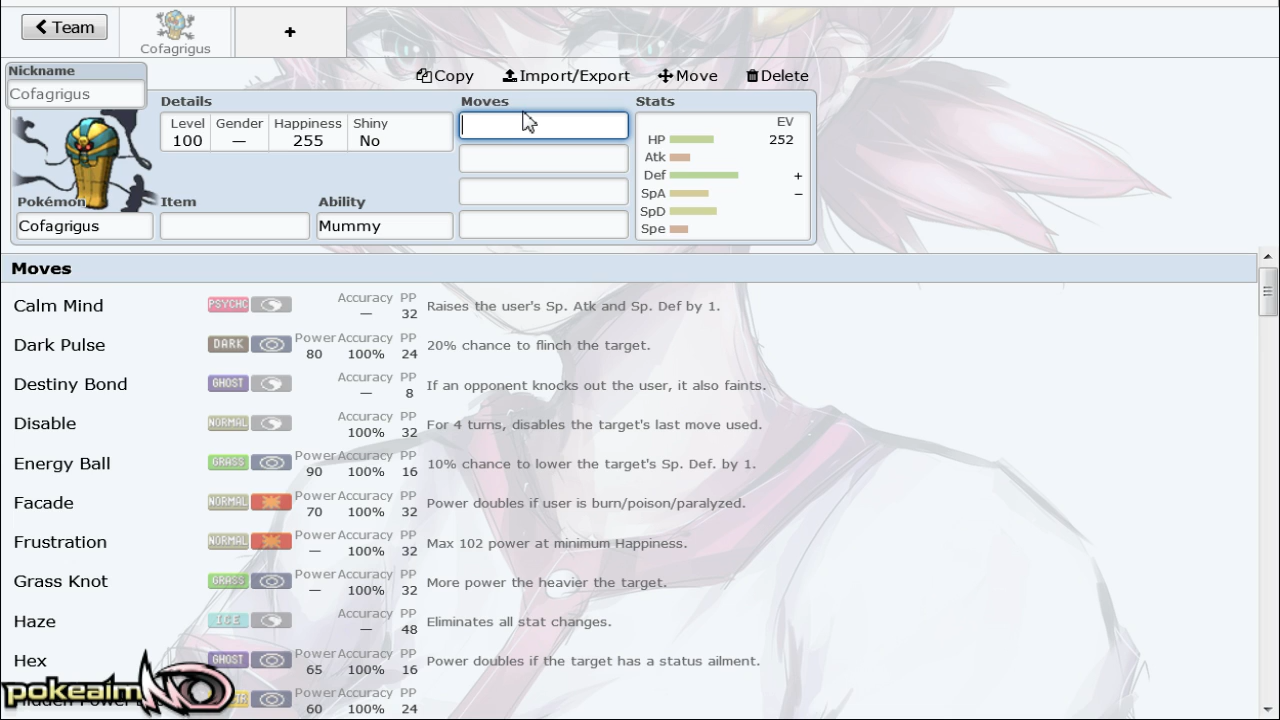 Team
Cofagrigus
+
Nickname
Cofagrigus
Copy Import/Export Move Delete
Details Moves Stats
Level Gender Happiness Shiny
100 — 255 No
EV
HP 252
Atk
Def +
SpA −
SpD
Spe
Pokémon Item Ability
Cofagrigus Mummy
Moves
Calm Mind PSYCHC Accuracy — PP 32 Raises the user's Sp. Atk and Sp. Def by 1.
Dark Pulse DARK Power 80 Accuracy 100% PP 24 20% chance to flinch the target.
Destiny Bond GHOST Accuracy — PP 8 If an opponent knocks out the user, it also faints.
Disable NORMAL Accuracy 100% PP 32 For 4 turns, disables the target's last move used.
Energy Ball GRASS Power 90 Accuracy 100% PP 16 10% chance to lower the target's Sp. Def. by 1.
Facade NORMAL Power 70 Accuracy 100% PP 32 Power doubles if user is burn/poison/paralyzed.
Frustration NORMAL Power — Accuracy 100% PP 32 Max 102 power at minimum Happiness.
Grass Knot GRASS Power — Accuracy 100% PP 32 More power the heavier the target.
Haze ICE Accuracy — PP 48 Eliminates all stat changes.
Hex GHOST Power 65 Accuracy 100% PP 16 Power doubles if the target has a status ailment.
Hidden Power Power 60 Accuracy 100% PP 24
pokeaimMD